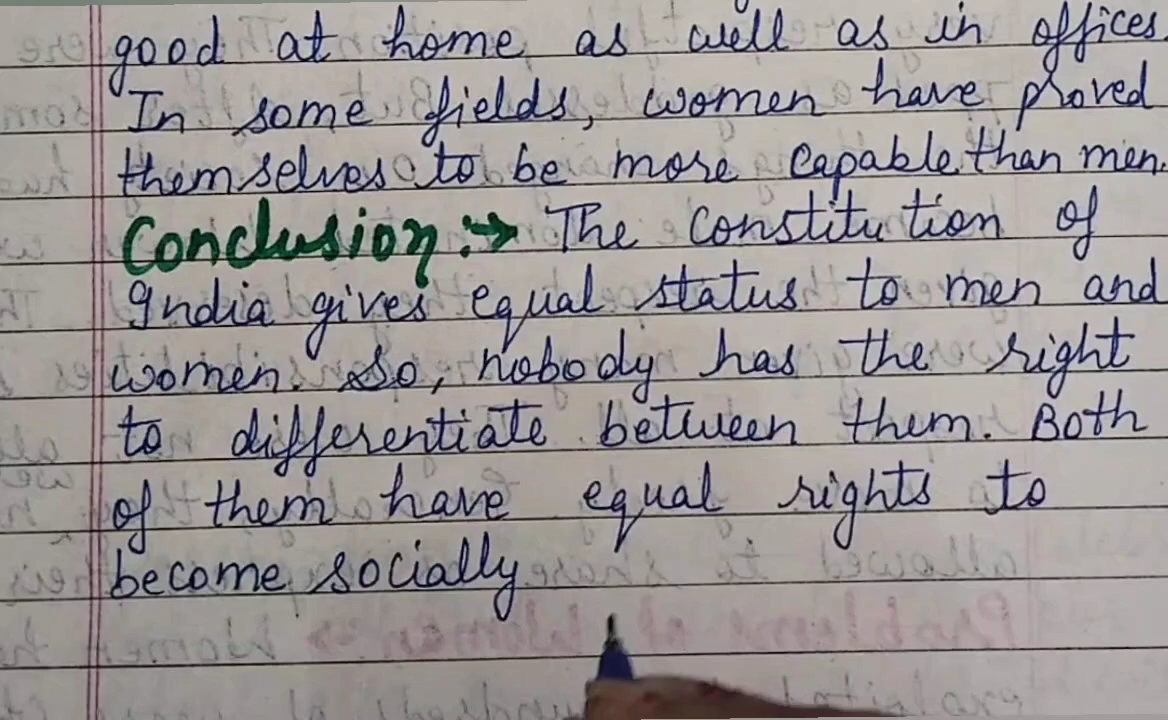 good at home as well as in offices.
In some fields, women have proved
themselves to be more capable than men.
Conclusion :→ The constitution of
India gives equal status to men and
women. So, nobody has the right
to differentiate between them. Both
of them have equal rights to
become socially